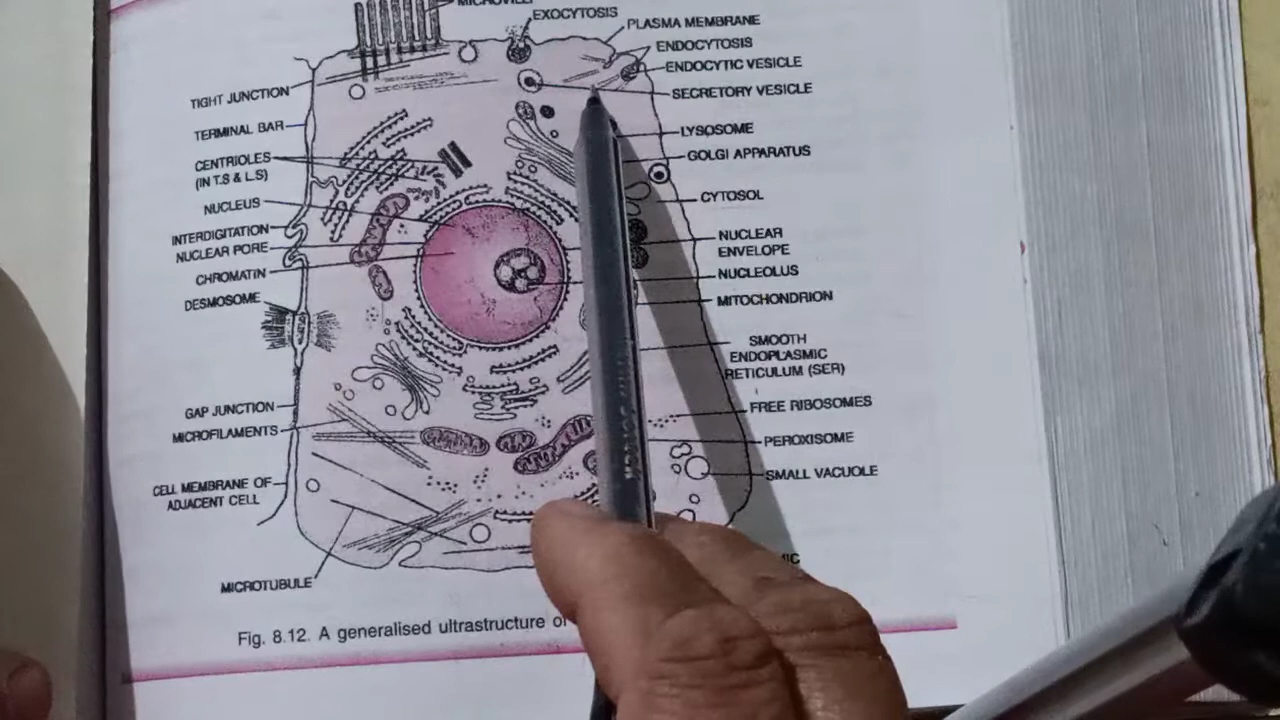 EXOCYTOSIS
PLASMA MEMBRANE
ENDOCYTOSIS
ENDOCYTIC VESICLE
SECRETORY VESICLE
LYSOSOME
GOLGI APPARATUS
CYTOSOL
NUCLEAR
ENVELOPE
NUCLEOLUS
MITOCHONDRION
SMOOTH
ENDOPLASMIC
RETICULUM (SER)
FREE RIBOSOMES
PEROXISOME
SMALL VACUOLE
TIGHT JUNCTION
TERMINAL BAR
CENTRIOLES
(IN T.S & L.S)
NUCLEUS
INTERDIGITATION
NUCLEAR PORE
CHROMATIN
DESMOSOME
GAP JUNCTION
MICROFILAMENTS
CELL MEMBRANE OF
ADJACENT CELL
MICROTUBULE
Fig. 8.12. A generalised ultrastructure of